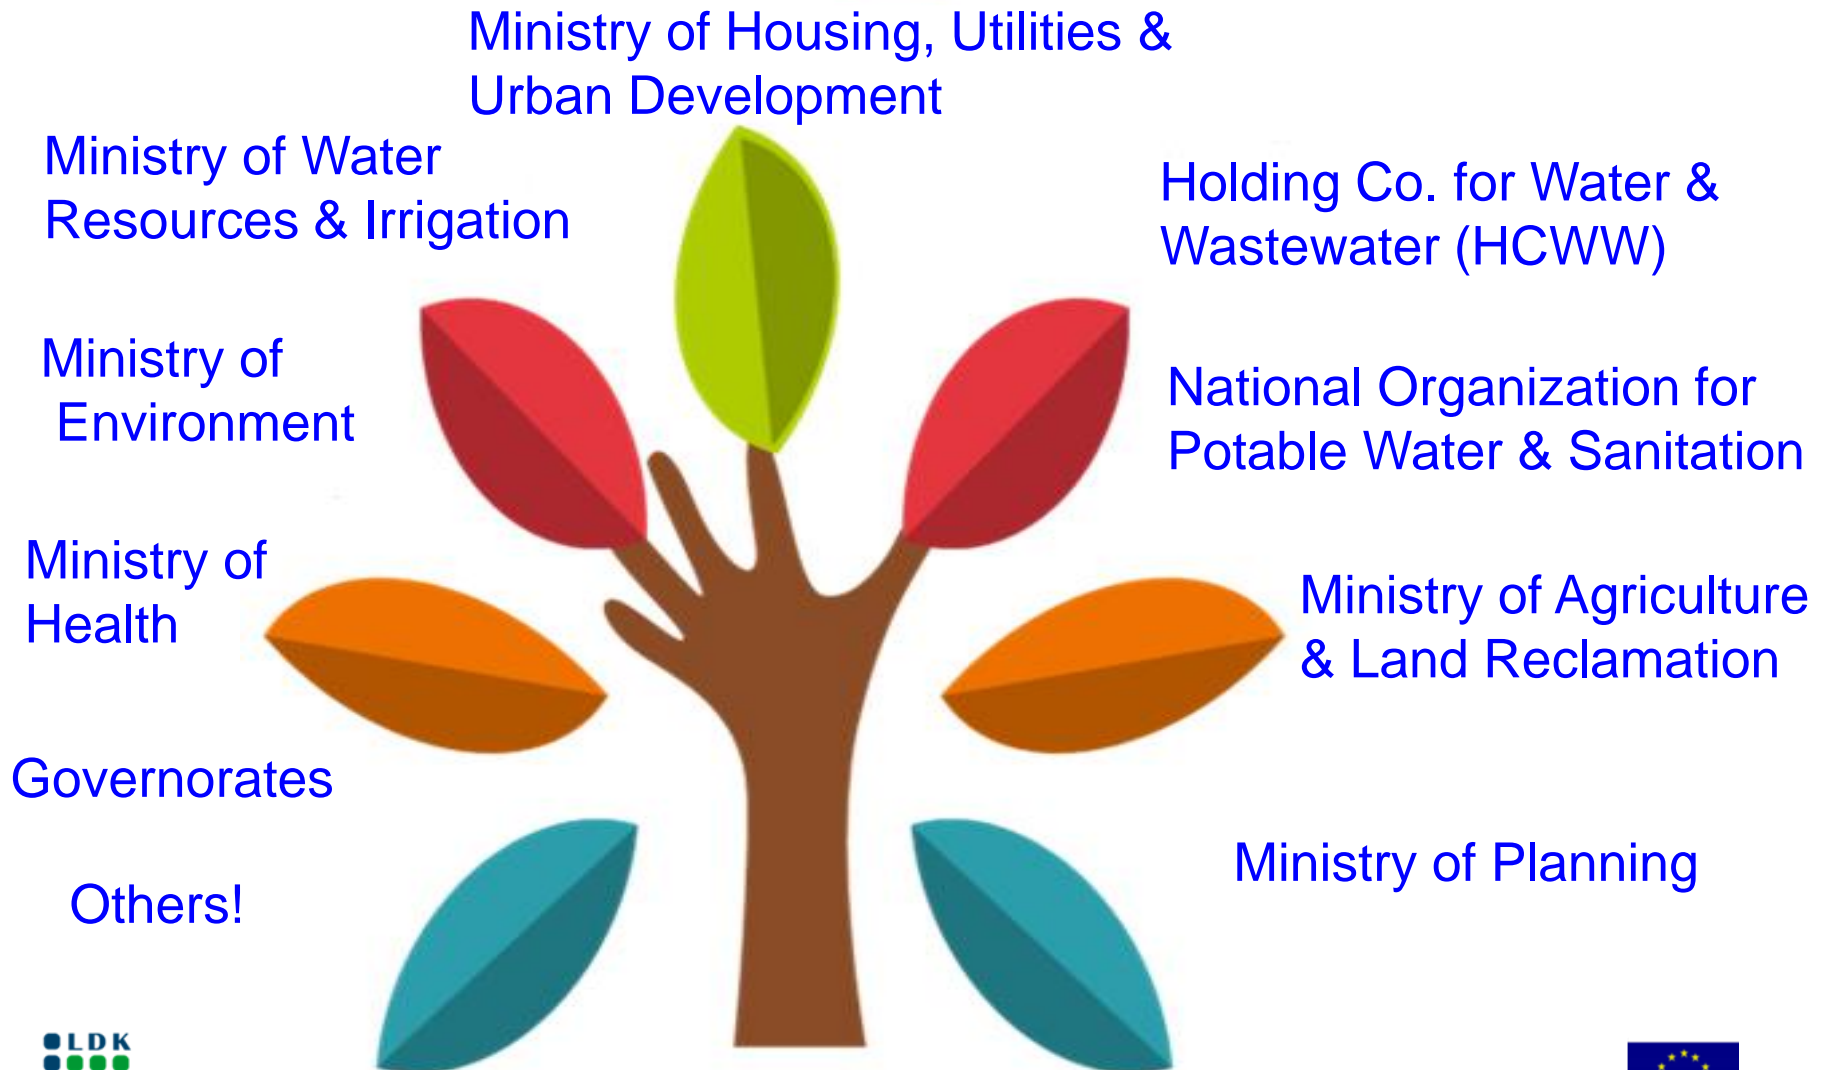 Ministry of Housing, Utilities &
Urban Development
Ministry of Water
Resources & Irrigation
Holding Co. for Water &
Wastewater (HCWW)
Ministry of
Environment
National Organization for
Potable Water & Sanitation
Ministry of
Health
Ministry of Agriculture
& Land Reclamation
Governorates
Ministry of Planning
Others!
LDK